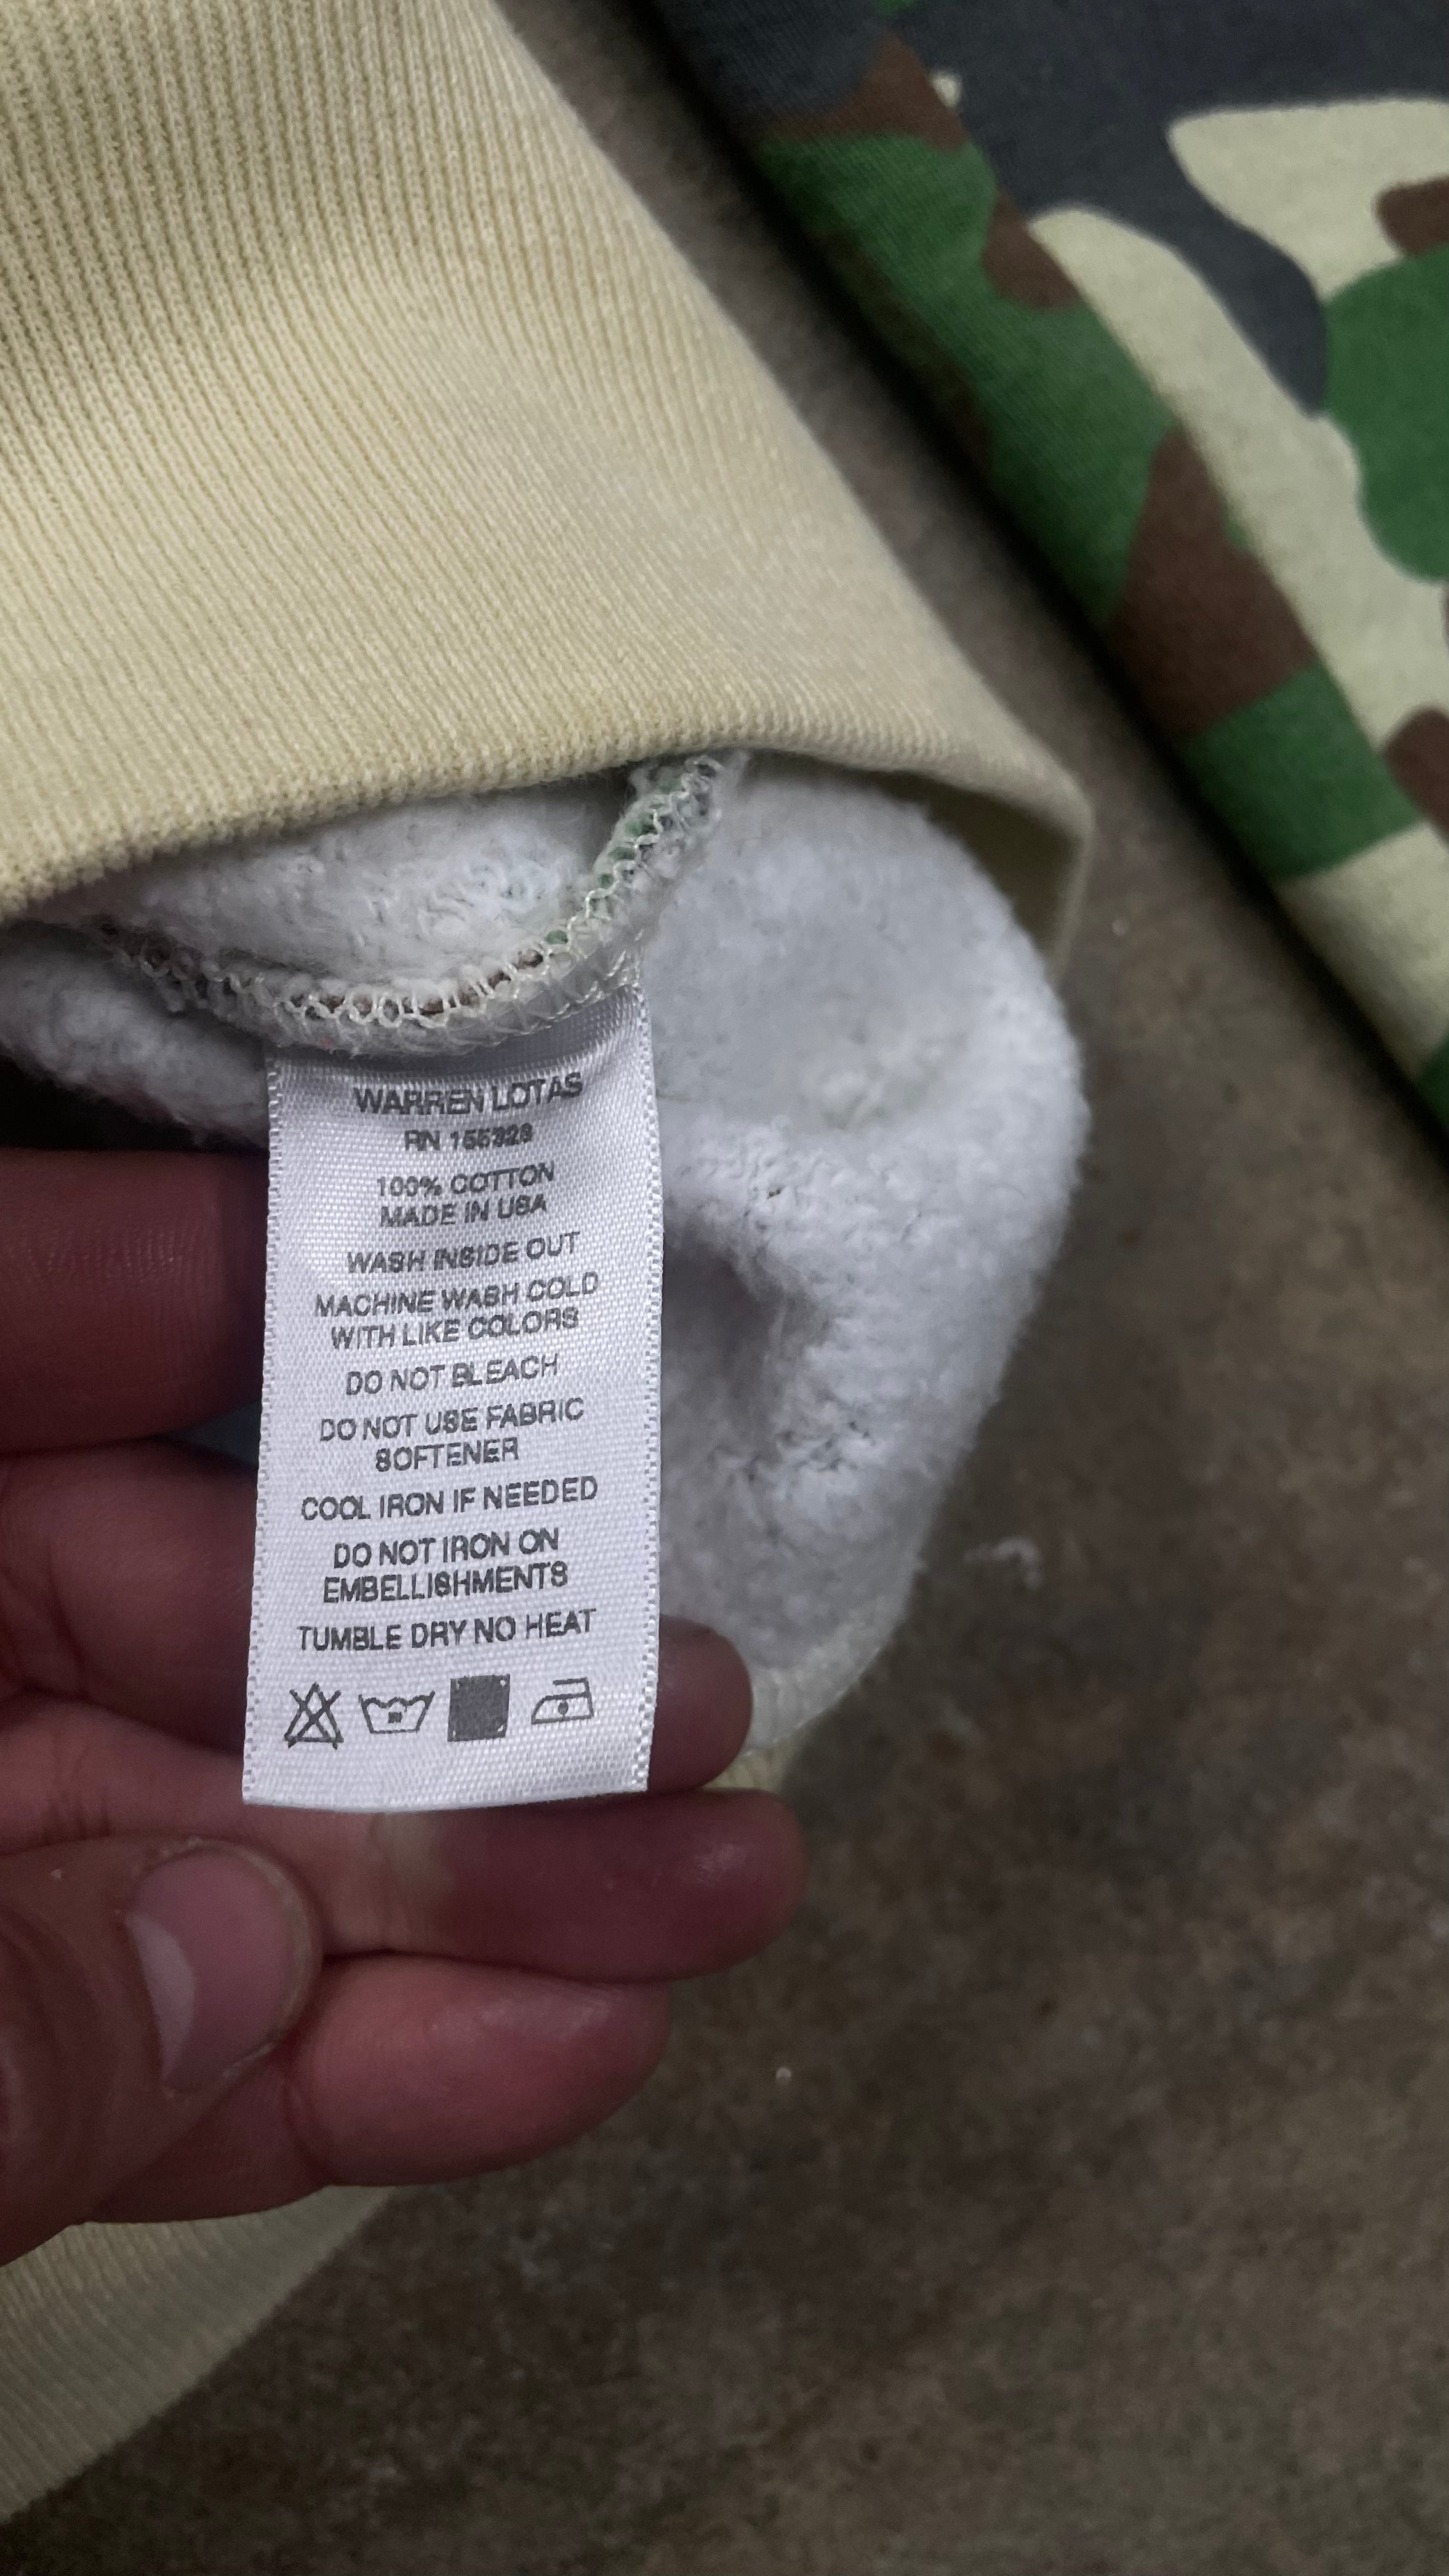 WARREN LOTAS
RN 155328
100% COTTON
MADE IN USA
WASH INSIDE OUT
MACHINE WASH COLD
WITH LIKE COLORS
DO NOT BLEACH
DO NOT USE FABRIC
SOFTENER
COOL IRON IF NEEDED
DO NOT IRON ON
EMBELLISHMENTS
TUMBLE DRY NO HEAT